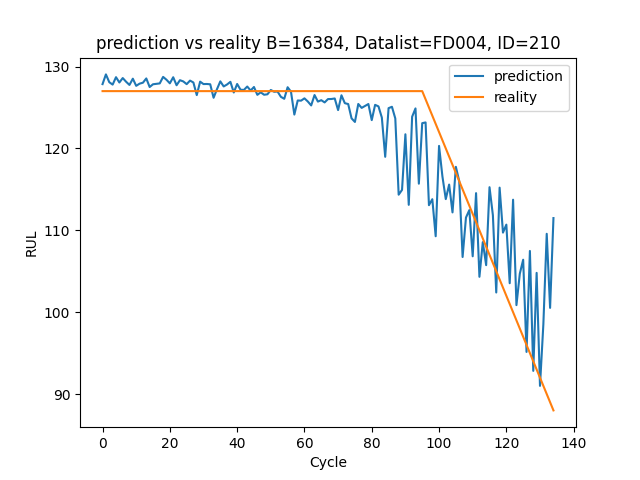 prediction vs reality B=16384, Datalist=FD004, ID=210
prediction
reality
130
120
110
100
90
RUL
0 20 40 60 80 100 120 140
Cycle